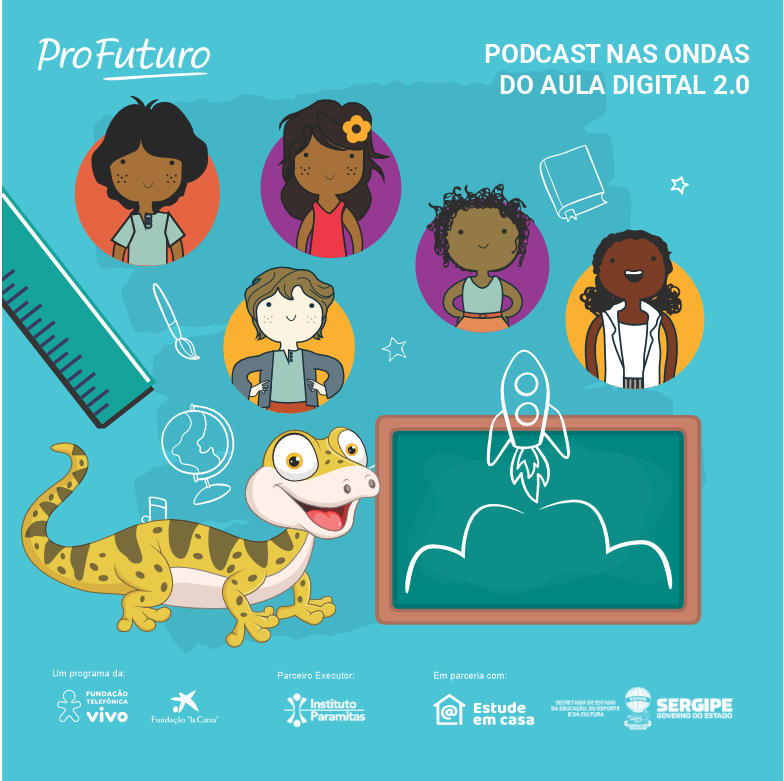 ProFuturo
PODCAST NAS ONDAS
DO AULA DIGITAL 2.0
Um programa da:
FUNDAÇÃO
TELEFÔNICA
vivo
Fundação "la Caixa"
Parceiro Executor:
Instituto
Paramitas
Em parceria com:
@
Estude
em casa
SECRETARIA DE ESTADO
DA EDUCAÇÃO, DO ESPORTE
E DA CULTURA
SERGIPE
GOVERNO DO ESTADO